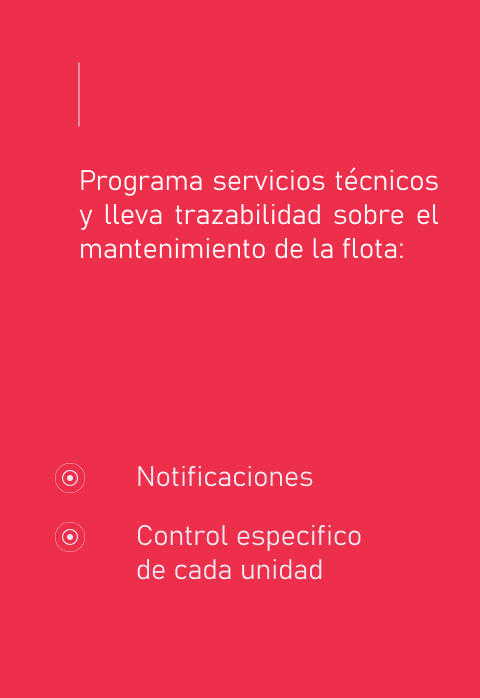 Programa servicios técnicos
y lleva trazabilidad sobre el
mantenimiento de la flota:
Notificaciones
Control especifico
de cada unidad